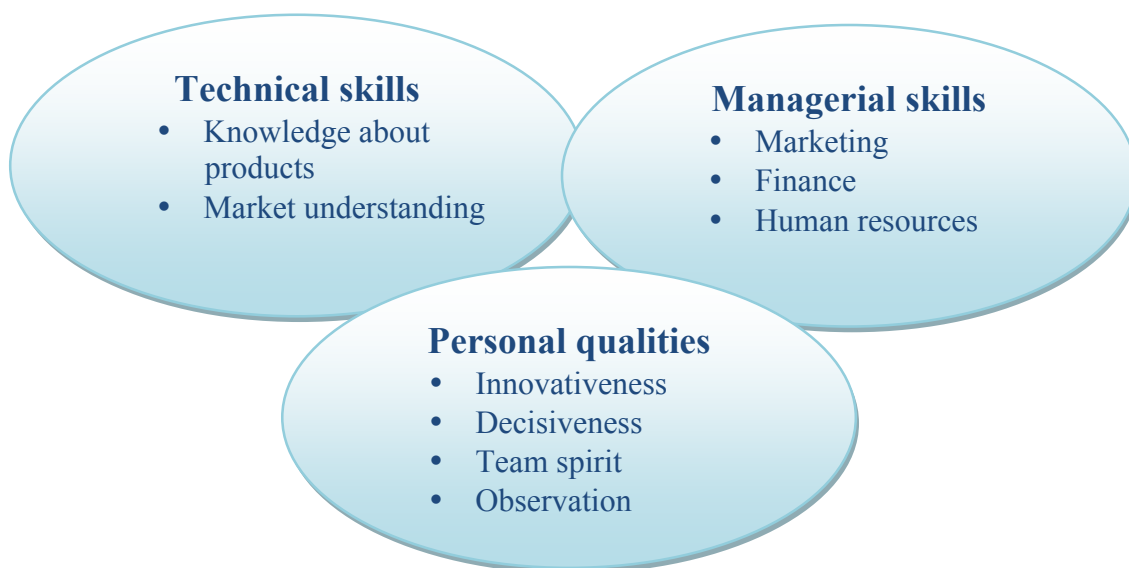 Technical skills
• Knowledge about
products
• Market understanding
Managerial skills
• Marketing
• Finance
• Human resources
Personal qualities
• Innovativeness
• Decisiveness
• Team spirit
• Observation